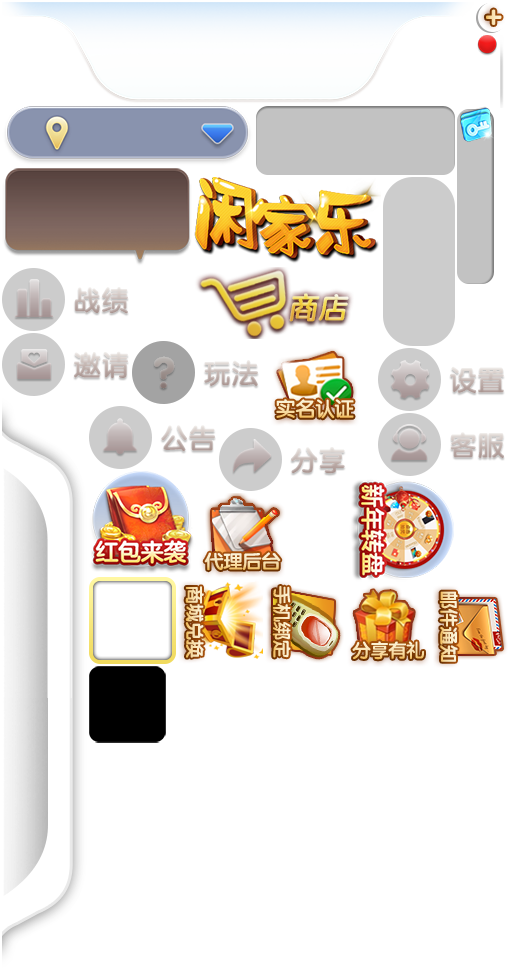 闲家乐
商店
战绩
邀请
玩法
实名认证
设置
公告
分享
客服
红包来袭
代理后台
新年转盘
商城兑换
手机绑定
分享有礼
邮件通知